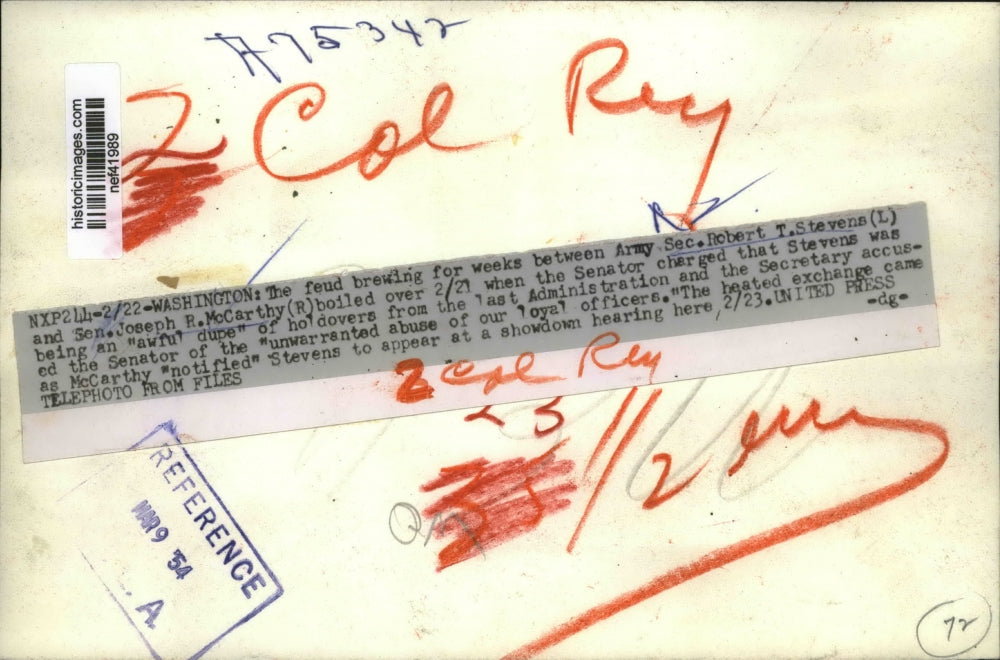 A75342
2 Col Rey
historicimages.com
nef41989
NXP244-2/22-WASHINGTON: The feud brewing for weeks between Army Sec.Robert T.Stevens(L)
and Sen.Joseph R.McCarthy(R)boiled over 2/21 when the Senator charged that Stevens was
being an "awful dupe" of holdovers from the last Administration and the Secretary accus-
ed the Senator of the "unwarranted abuse of our loyal officers."The heated exchange came
as McCarthy "notified" Stevens to appear at a showdown hearing here 2/23.UNITED PRESS
TELEPHOTO FROM FILES -dg-
2 Col Rey
REFERENCE
MAR 9 '54
A
72